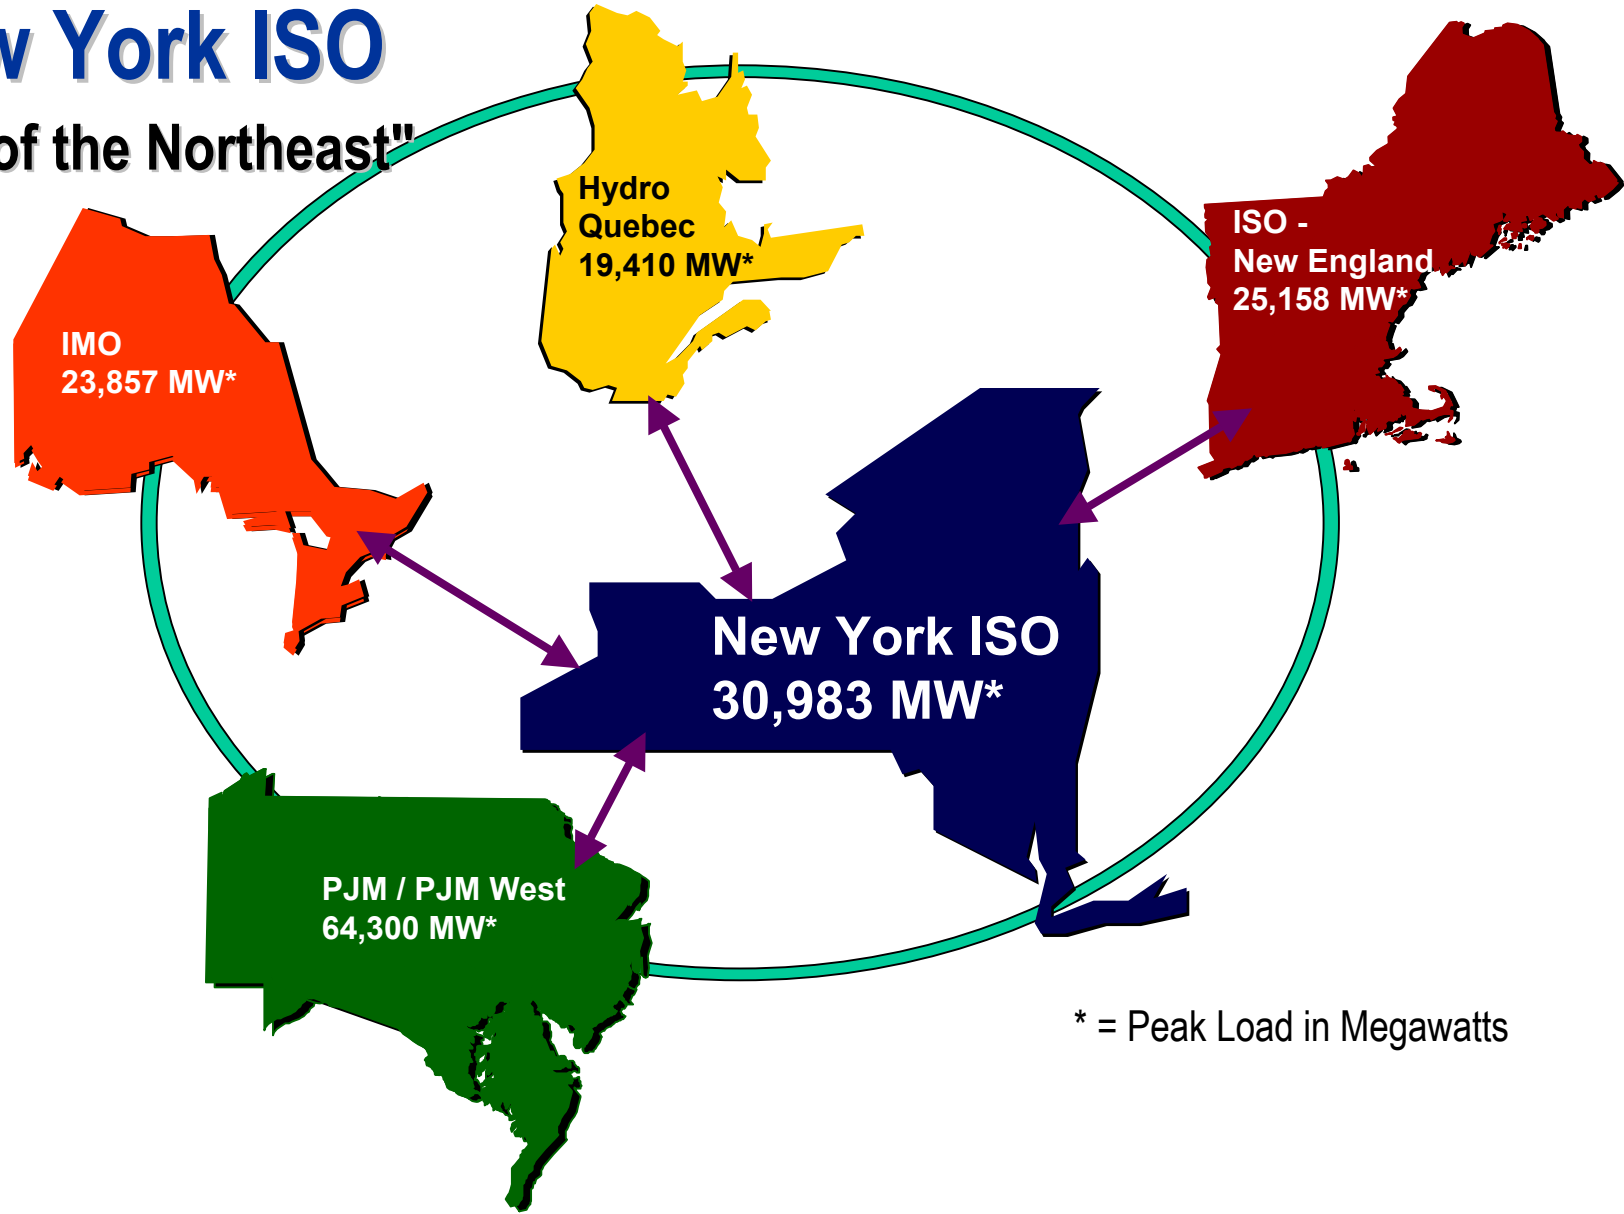 York ISO
of the Northeast"
Hydro
Quebec
19,410 MW*
ISO -
New England
25,158 MW*
IMO
23,857 MW*
New York ISO
30,983 MW*
PJM / PJM West
64,300 MW*
* = Peak Load in Megawatts